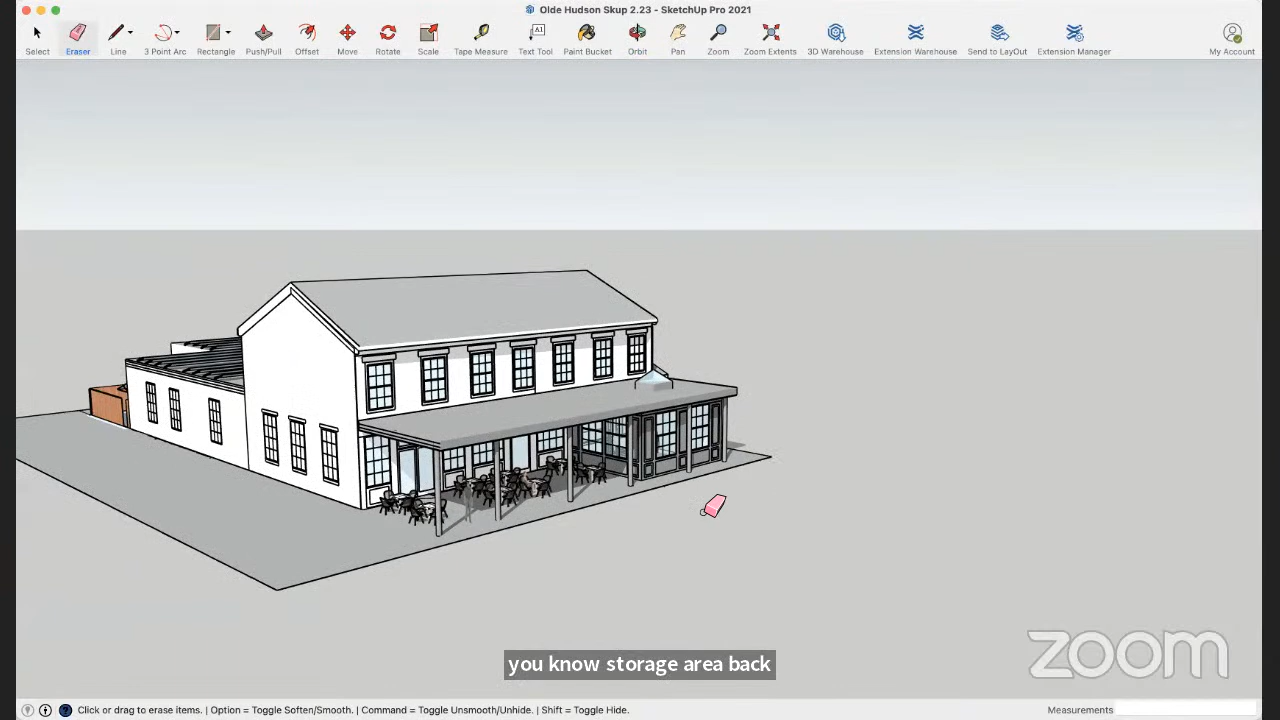 Olde Hudson Skup 2.23 - SketchUp Pro 2021
Select Eraser Line 3 Point Arc Rectangle Push/Pull Offset Move Rotate Scale Tape Measure Text Tool Paint Bucket Orbit Pan Zoom Zoom Extents 3D Warehouse Extension Warehouse Send to LayOut Extension Manager My Account
you know storage area back
zoom
Click or drag to erase items. | Option = Toggle Soften/Smooth. | Command = Toggle Unsmooth/Unhide. | Shift = Toggle Hide. Measurements